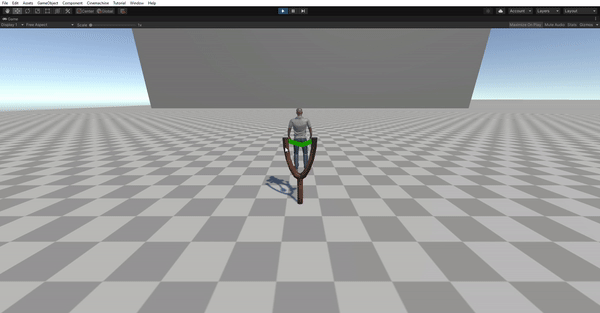 File Edit Assets GameObject Component Cinemachine Tutorial Window Help
Center Global Account Layers Layout
Game
Display 1 Free Aspect Scale 1x Maximize On Play Mute Audio Stats Gizmos